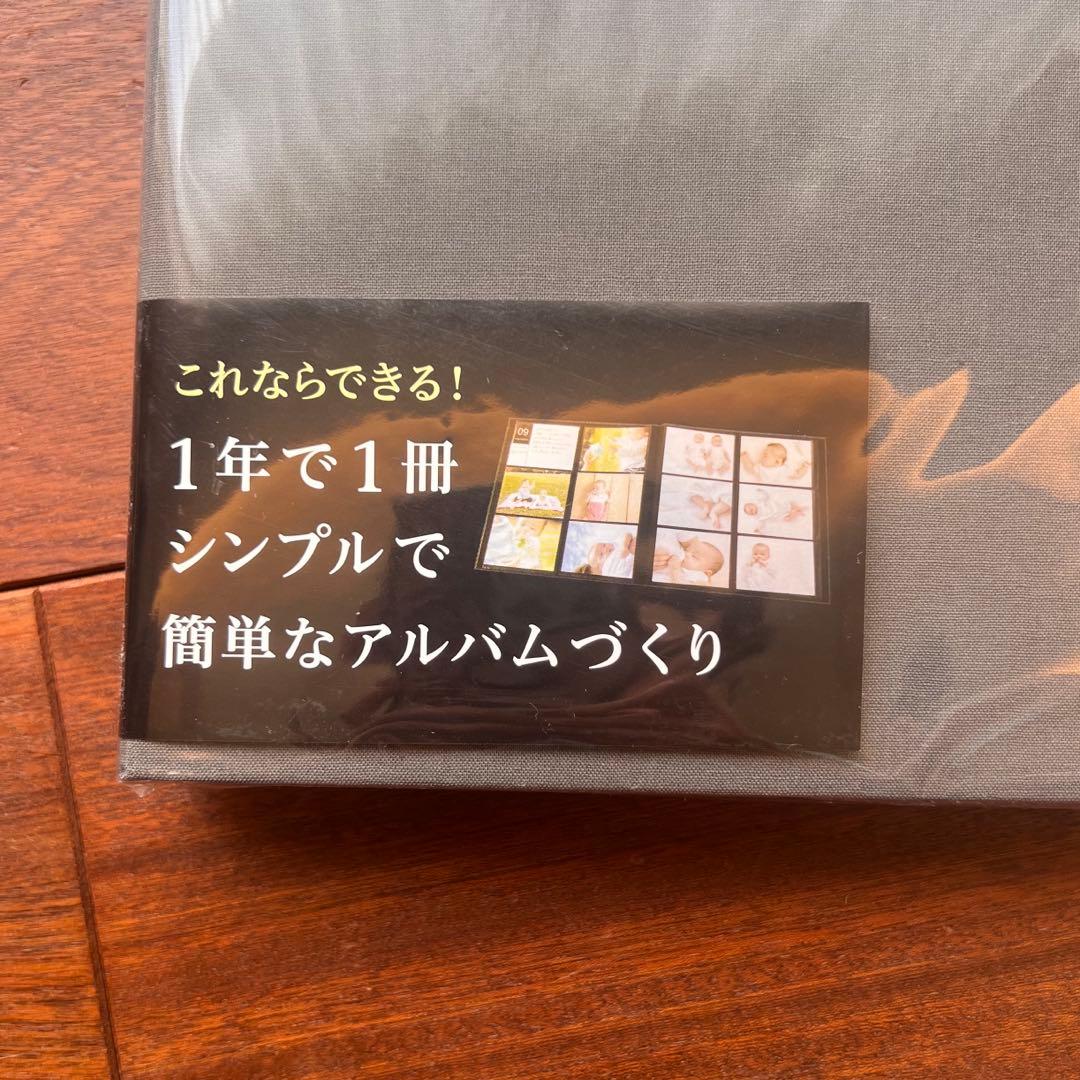 これならできる！
1年で1冊
シンプルで
簡単なアルバムづくり
09